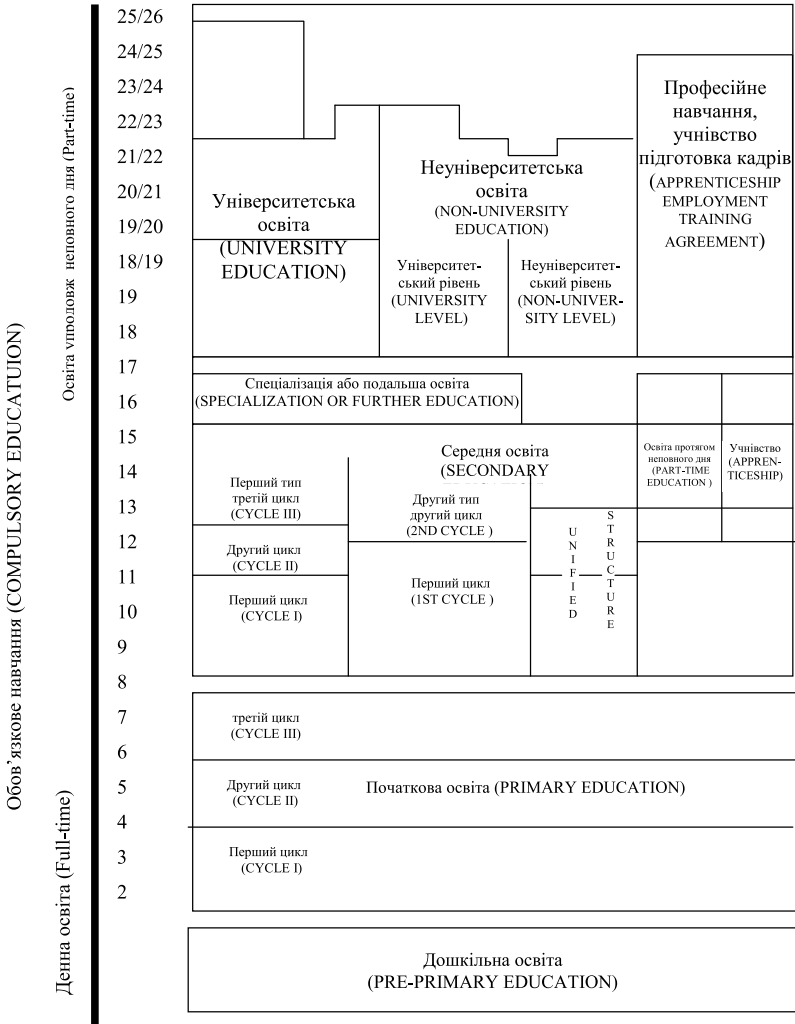 25/26
24/25
23/24
22/23
21/22
20/21
19/20
18/19
19
18
17
16
15
14
13
12
11
10
9
8
7
6
5
4
3
2
Обов’язкове навчання (COMPULSORY EDUCATUION)
Освіта упродовж неповного дня (Part-time)
Денна освіта (Full-time)
Університетська
освіта
(UNIVERSITY
EDUCATION)
Неуніверситетська
освіта
(NON-UNIVERSITY
EDUCATION)
Університет-
ський рівень
(UNIVERSITY
LEVEL)
Неуніверситет-
ський рівень
(NON-UNIVER-
SITY LEVEL)
Професійне
навчання,
учнівство
підготовка кадрів
(APPRENTICESHIP
EMPLOYMENT
TRAINING
AGREEMENT)
Спеціалізація або подальша освіта
(SPECIALIZATION OR FURTHER EDUCATION)
Середня освіта
(SECONDARY
Перший тип
третій цикл
(CYCLE III)
Другий цикл
(CYCLE II)
Перший цикл
(CYCLE I)
Другий тип
другий цикл
(2ND CYCLE )
Перший цикл
(1ST CYCLE )
UNIFIED
STRUCTURE
Освіта протягом
неповного дня
(PART-TIME
EDUCATION )
Учнівство
(APPREN-
TICESHIP)
третій цикл
(CYCLE III)
Другий цикл
(CYCLE II)
Початкова освіта (PRIMARY EDUCATION)
Перший цикл
(CYCLE I)
Дошкільна освіта
(PRE-PRIMARY EDUCATION)